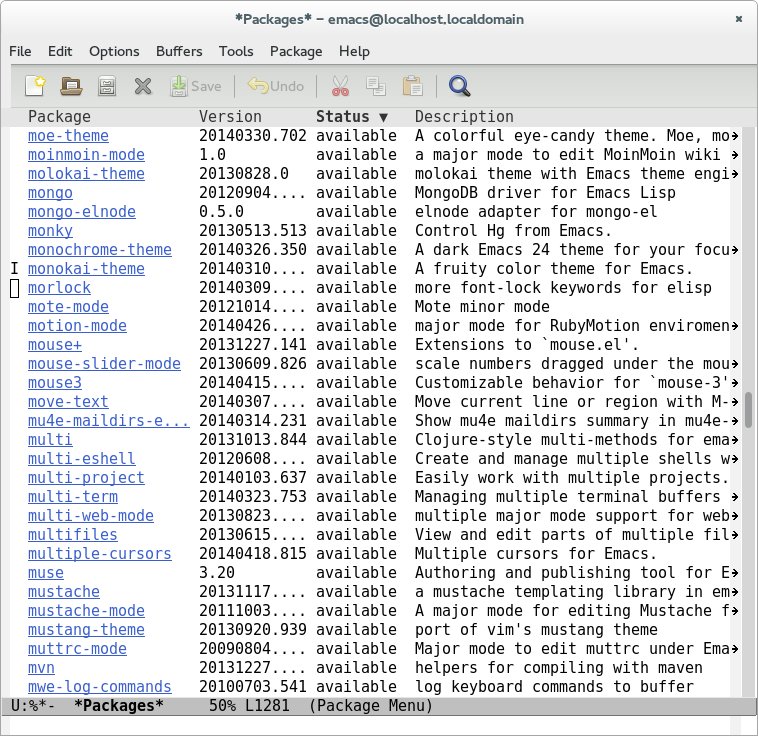 *Packages* – emacs@localhost.localdomain
File Edit Options Buffers Tools Package Help
Save Undo
Package Version Status ▼ Description
moe-theme 20140330.702 available A colorful eye-candy theme. Moe, mo
moinmoin-mode 1.0 available a major mode to edit MoinMoin wiki
molokai-theme 20130828.0 available molokai theme with Emacs theme engi
mongo 20120904.... available MongoDB driver for Emacs Lisp
mongo-elnode 0.5.0 available elnode adapter for mongo-el
monky 20130513.513 available Control Hg from Emacs.
monochrome-theme 20140326.350 available A dark Emacs 24 theme for your focu
I monokai-theme 20140310.... available A fruity color theme for Emacs.
morlock 20140309.... available more font-lock keywords for elisp
mote-mode 20121014.... available Mote minor mode
motion-mode 20140426.... available major mode for RubyMotion enviromen
mouse+ 20131227.141 available Extensions to `mouse.el'.
mouse-slider-mode 20130609.826 available scale numbers dragged under the mou
mouse3 20140415.... available Customizable behavior for `mouse-3'
move-text 20140307.... available Move current line or region with M-
mu4e-maildirs-e... 20140314.231 available Show mu4e maildirs summary in mu4e-
multi 20131013.844 available Clojure-style multi-methods for ema
multi-eshell 20120608.... available Create and manage multiple shells w
multi-project 20140103.637 available Easily work with multiple projects.
multi-term 20140323.753 available Managing multiple terminal buffers
multi-web-mode 20130823.... available multiple major mode support for web
multifiles 20130615.... available View and edit parts of multiple fil
multiple-cursors 20140418.815 available Multiple cursors for Emacs.
muse 3.20 available Authoring and publishing tool for E
mustache 20131117.... available a mustache templating library in em
mustache-mode 20111003.... available A major mode for editing Mustache f
mustang-theme 20130920.939 available port of vim's mustang theme
muttrc-mode 20090804.... available Major mode to edit muttrc under Ema
mvn 20131227.... available helpers for compiling with maven
mwe-log-commands 20100703.541 available log keyboard commands to buffer
U:%*- *Packages* 50% L1281 (Package Menu)